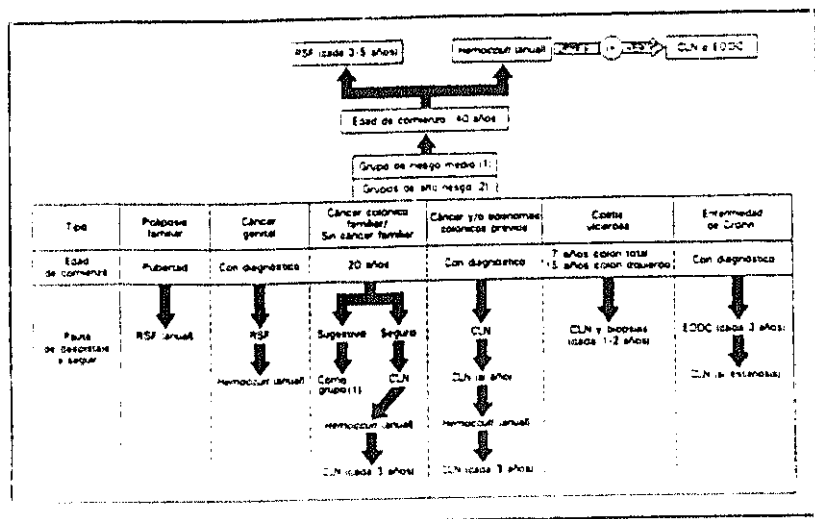 RSF (cada 3-5 años)
Hemoccult (anual)
CLN o EDDC
Edad de comienzo 40 años
Grupo de riesgo medio (1)
Grupos de alto riesgo (2)
Tipo
Poliposis
familiar
Cáncer
genital
Cáncer colónico
familiar/
Sin cáncer familiar
Cáncer y/o adenomas
colónicos previos
Colitis
ulcerosa
Enfermedad
de Crohn
Edad
de comienzo
Pubertad
Con diagnóstico
20 años
Con diagnóstico
7 años colon total
15 años colon izquierdo
Con diagnóstico
Pauta
de despistaje
a seguir
RSF (anual)
RSF
Hemoccult (anual)
Sugestivo
Seguro
Como
grupo (1)
CLN
Hemoccult (anual)
CLN (cada 3 años)
CLN
CLN (al año)
Hemoccult (anual)
CLN (cada 3 años)
CLN y biopsias
(cada 1-2 años)
EDDC (cada 3 años)
CLN (si estenosis)